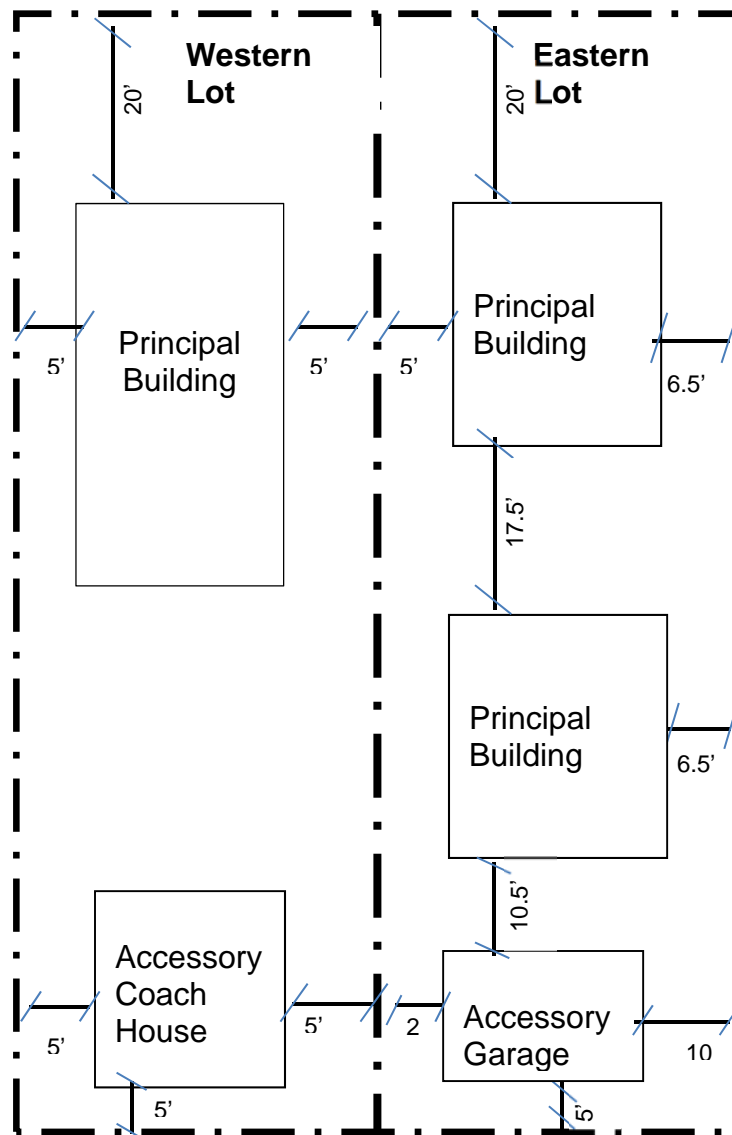 Western
Lot
20'
Principal
Building
5'
5'
Accessory
Coach
House
5'
5'
5'
Eastern
Lot
20'
Principal
Building
5'
6.5'
17.5'
Principal
Building
6.5'
10.5'
Accessory
Garage
2
10
5'